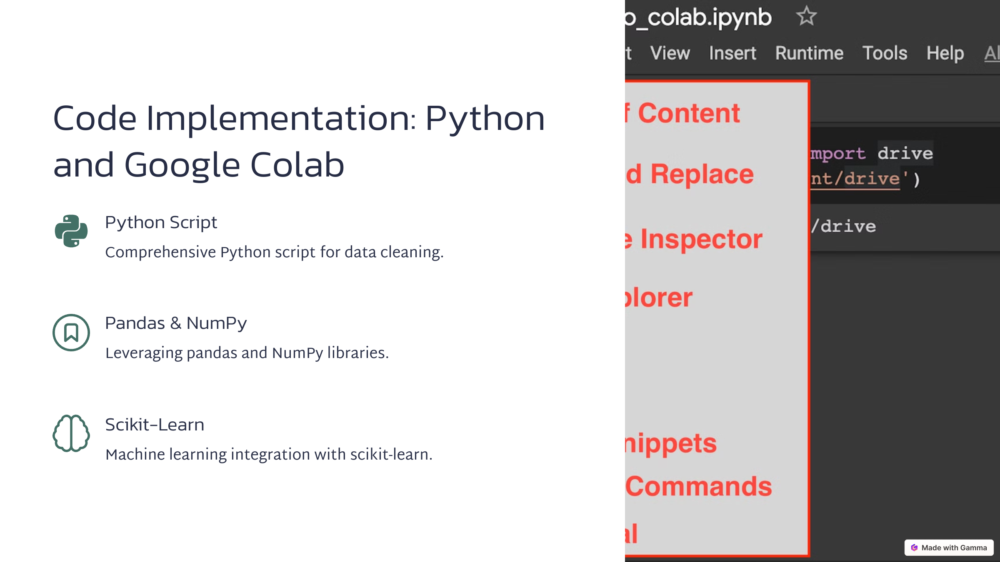 Code Implementation: Python
and Google Colab
Python Script
Comprehensive Python script for data cleaning.
Pandas & NumPy
Leveraging pandas and NumPy libraries.
Scikit-Learn
Machine learning integration with scikit-learn.
o_colab.ipynb
t View Insert Runtime Tools Help
f Content
d Replace
e Inspector
plorer
nippets
Commands
al
mport drive
nt/drive')
/drive
Made with Gamma